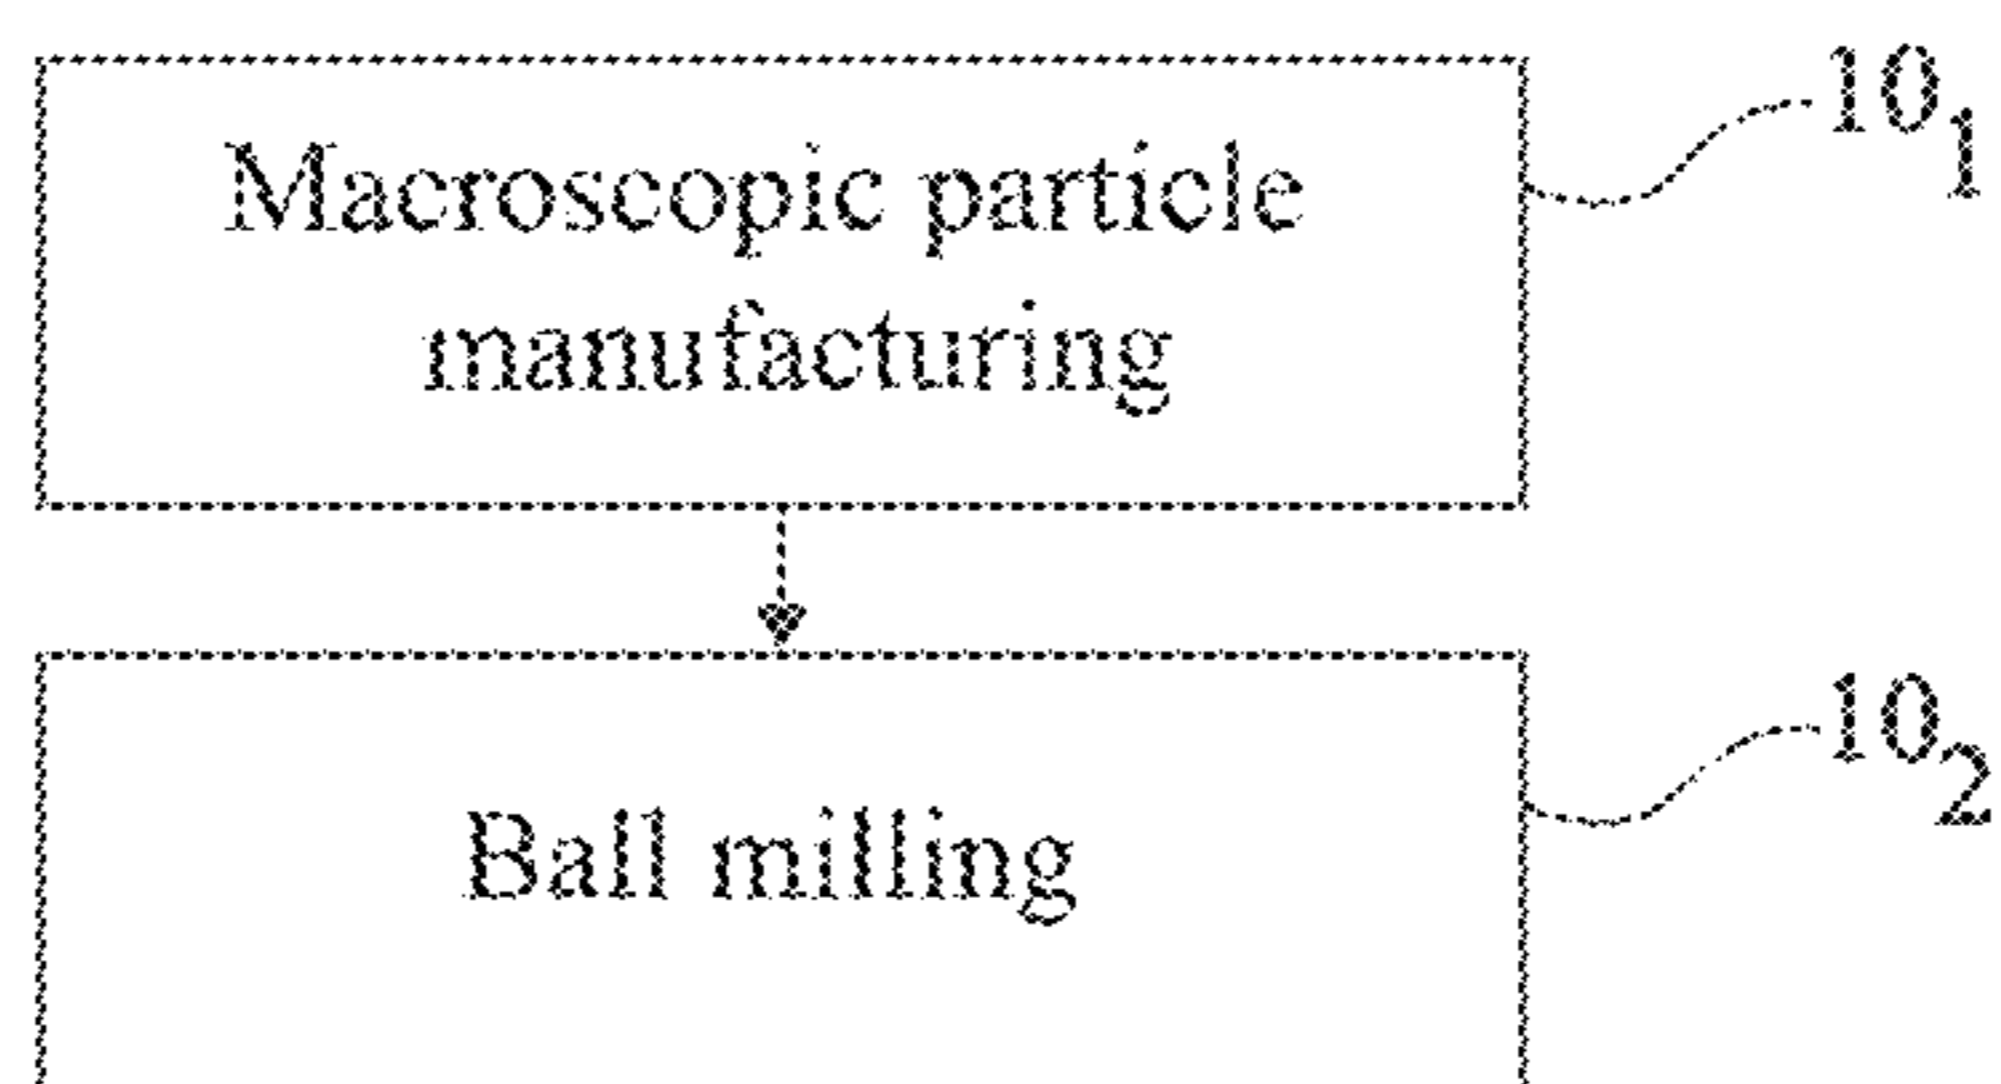 10₁
Macroscopic particle
manufacturing
10₂
Ball milling